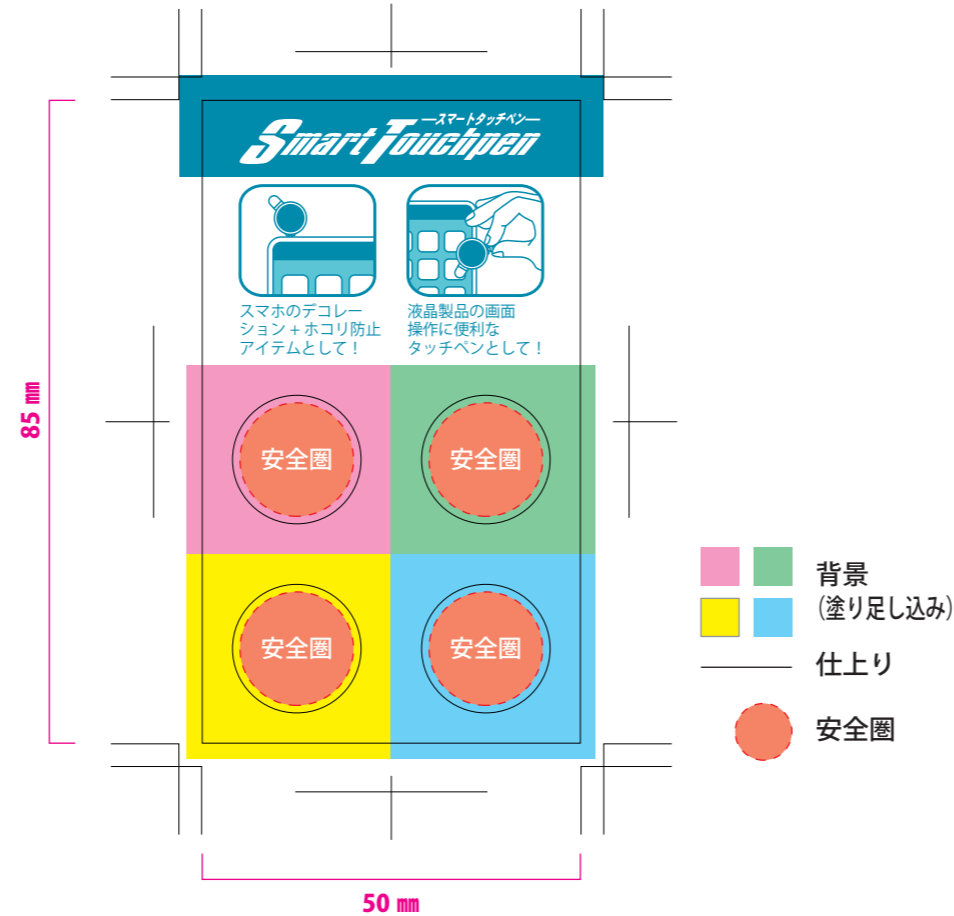 ―スマートタッチペン―
Smart Touchpen
スマホのデコレー
ション + ホコリ防止
アイテムとして！
液晶製品の画面
操作に便利な
タッチペンとして！
85 ㎜
安全圏
安全圏
安全圏
安全圏
背景
(塗り足し込み)
仕上り
安全圏
50 ㎜